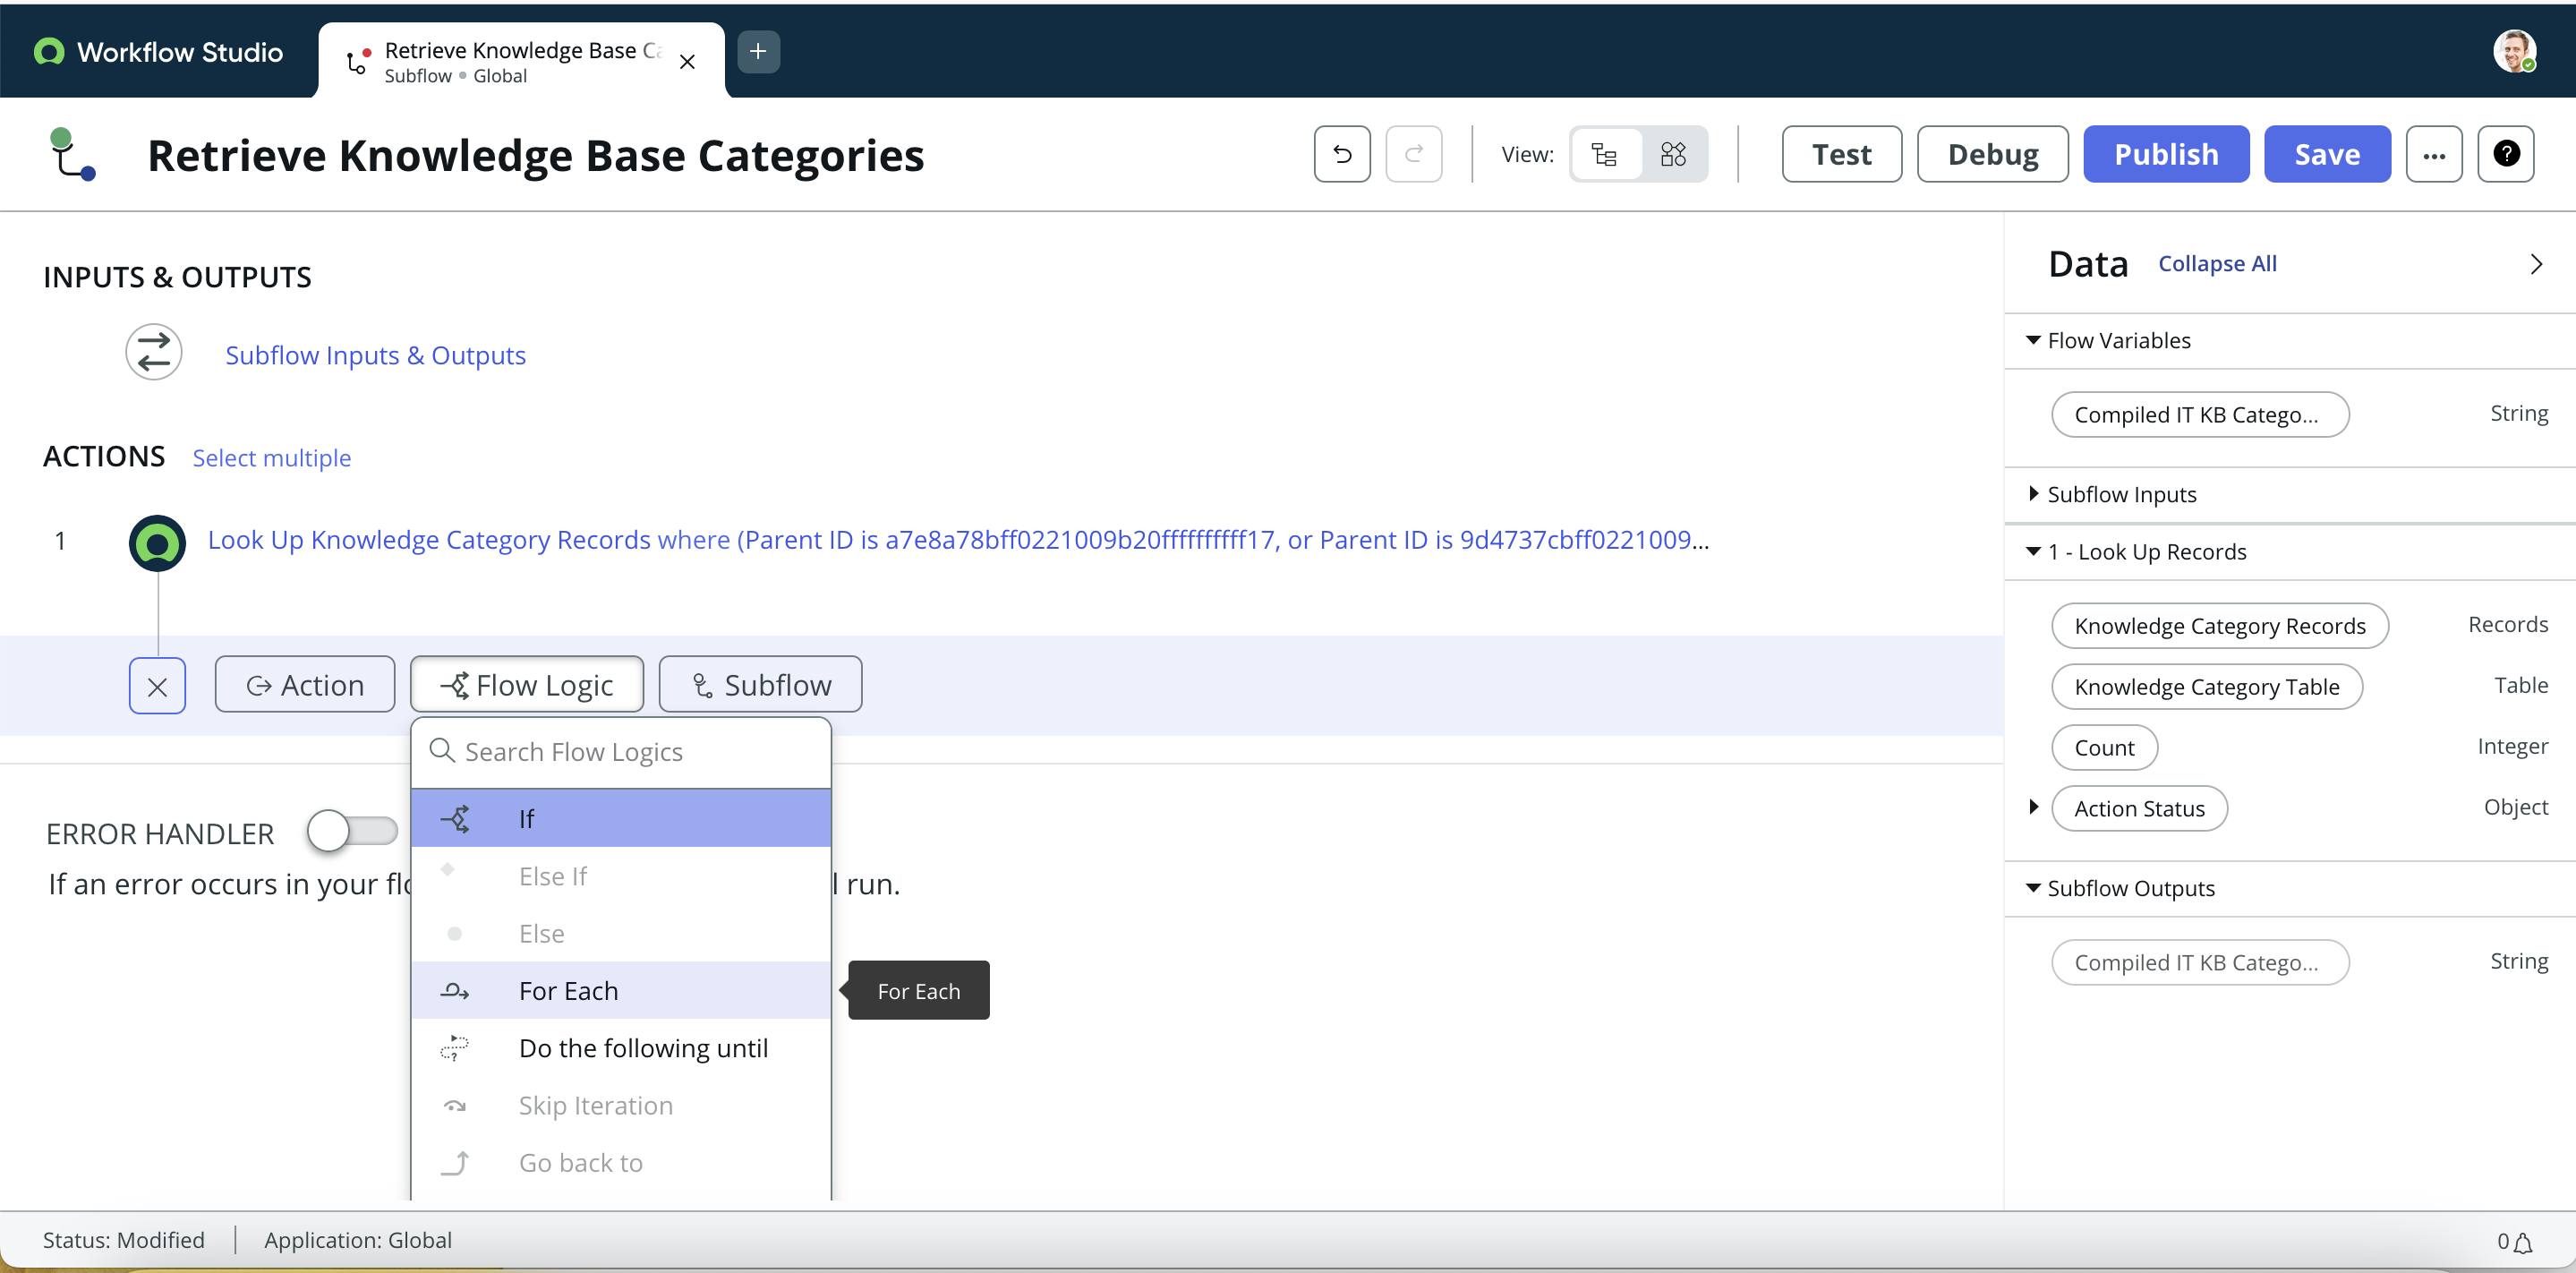 Workflow Studio
Retrieve Knowledge Base Ca
Subflow • Global
Retrieve Knowledge Base Categories
View:
Test
Debug
Publish
Save
INPUTS & OUTPUTS
Subflow Inputs & Outputs
ACTIONS
Select multiple
1
Look Up Knowledge Category Records where (Parent ID is a7e8a78bff0221009b20ffffffffff17, or Parent ID is 9d4737cbff0221009...
Action
Flow Logic
Subflow
Search Flow Logics
If
Else If
Else
For Each
For Each
Do the following until
Skip Iteration
Go back to
ERROR HANDLER
If an error occurs in your flo
l run.
Data
Collapse All
Flow Variables
Compiled IT KB Catego...
String
Subflow Inputs
1 - Look Up Records
Knowledge Category Records
Records
Knowledge Category Table
Table
Count
Integer
Action Status
Object
Subflow Outputs
Compiled IT KB Catego...
String
Status: Modified
Application: Global
0